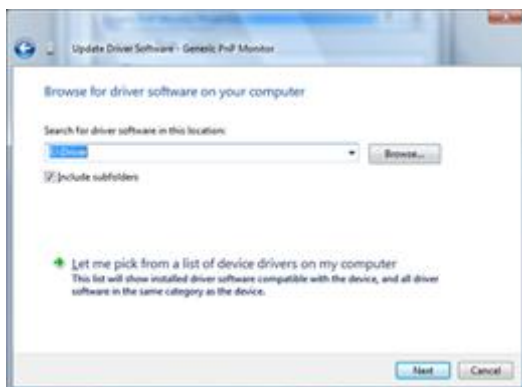 Update Driver Software - Generic PnP Monitor
Browse for driver software on your computer
Search for driver software in this location:
Browse...
Include subfolders
Let me pick from a list of device drivers on my computer
This list will show installed driver software compatible with the device, and all driver
software in the same category as the device.
Next Cancel